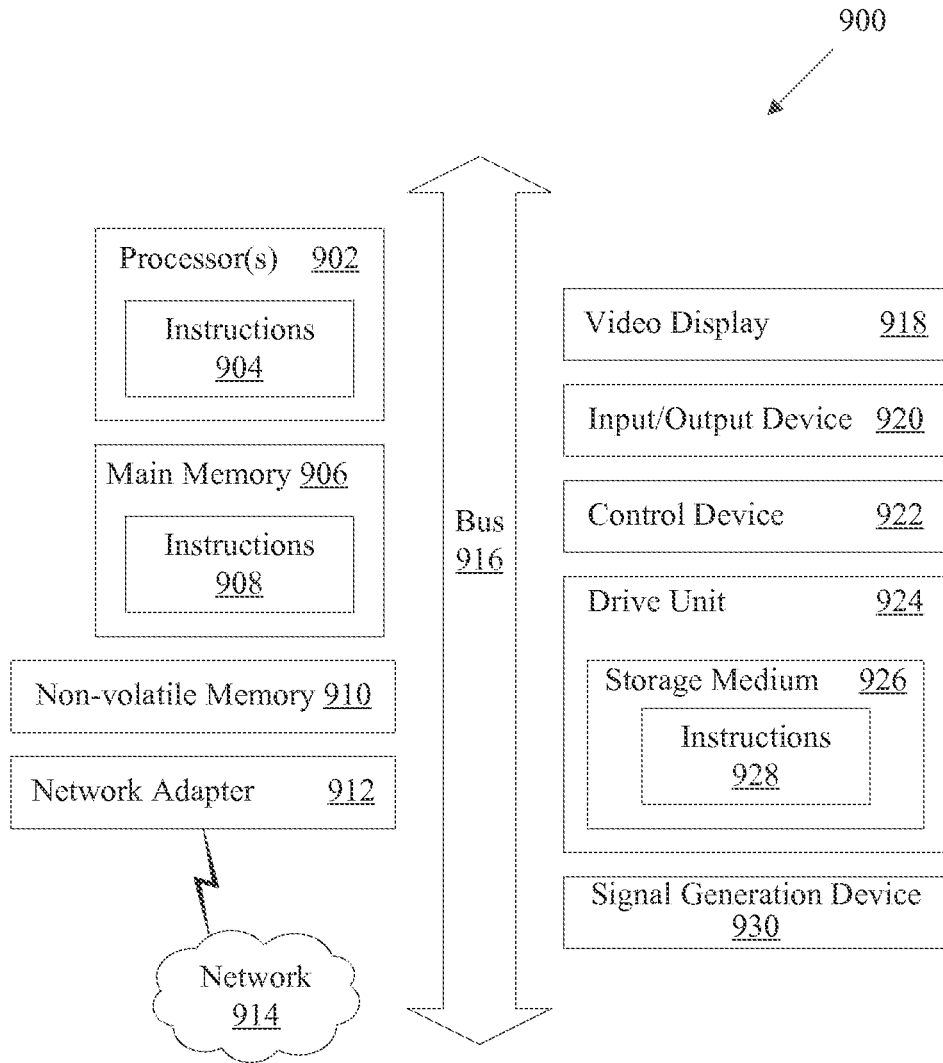 900
Processor(s) 902
Instructions
904
Main Memory 906
Instructions
908
Non-volatile Memory 910
Network Adapter 912
Network
914
Bus
916
Video Display 918
Input/Output Device 920
Control Device 922
Drive Unit 924
Storage Medium 926
Instructions
928
Signal Generation Device
930